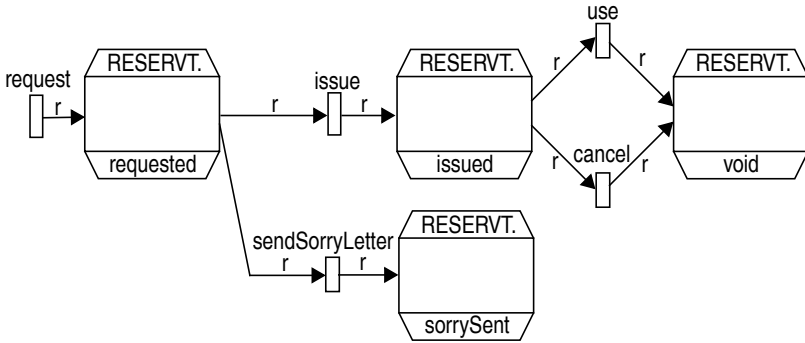 request
r
RESERVT.
requested
r
issue
r
RESERVT.
issued
r
use
r
r
cancel
r
RESERVT.
void
r
sendSorryLetter
r
RESERVT.
sorrySent